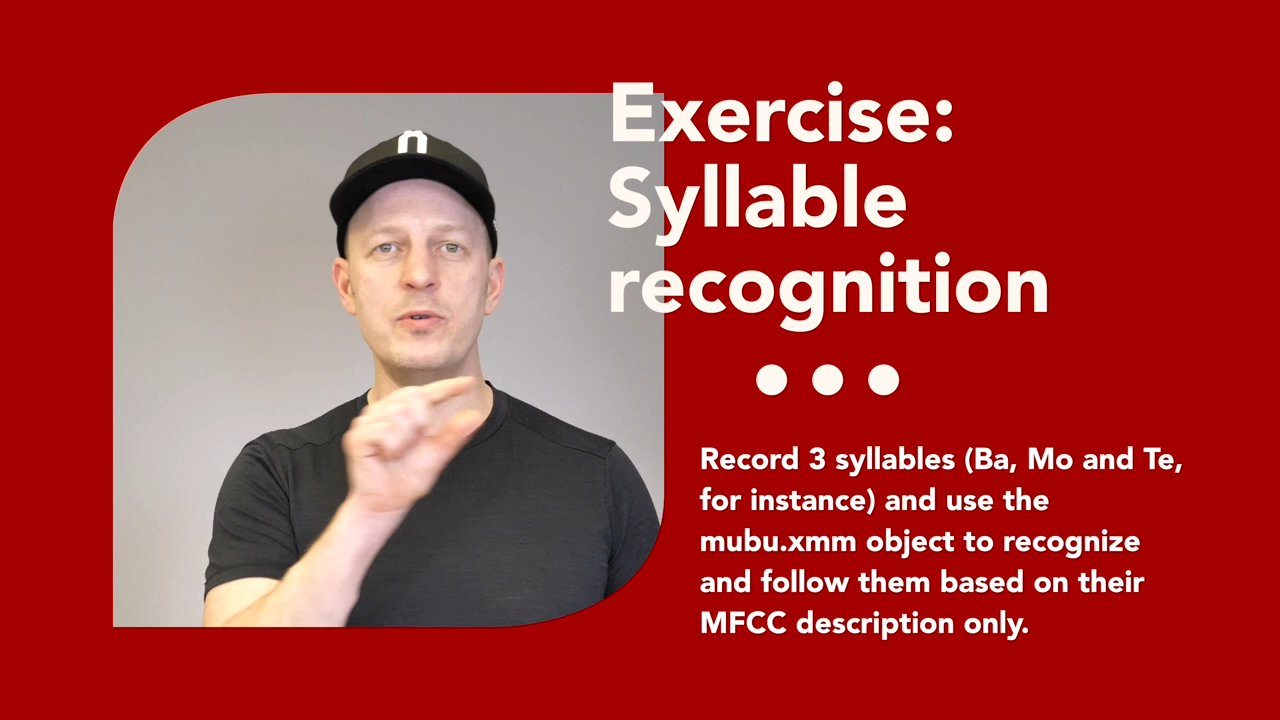 n
Exercise:
Syllable
recognition
Record 3 syllables (Ba, Mo and Te,
for instance) and use the
mubu.xmm object to recognize
and follow them based on their
MFCC description only.